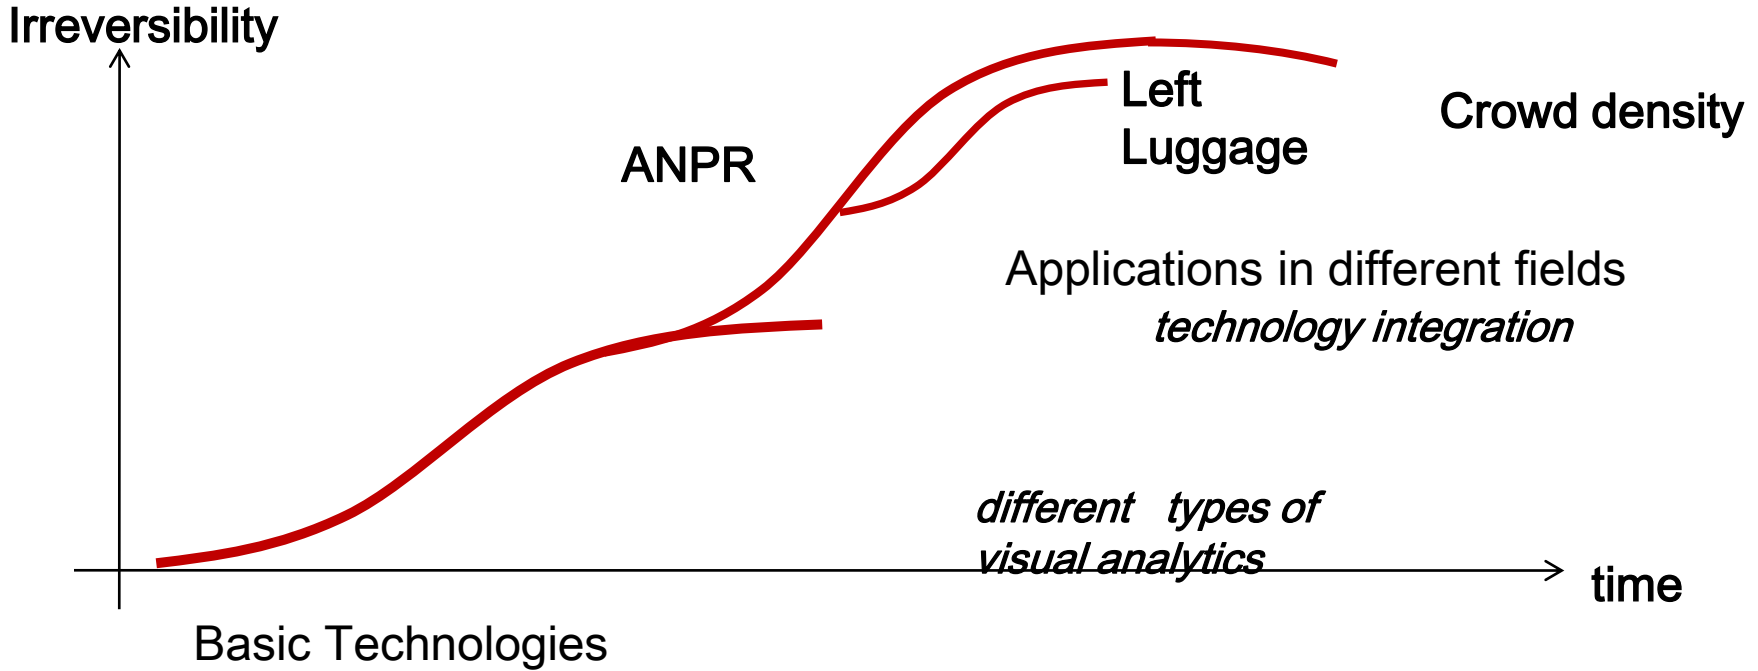 Irreversibility
Left
Luggage
Crowd density
ANPR
Applications in different fields
technology integration
different types of
visual analytics
time
Basic Technologies